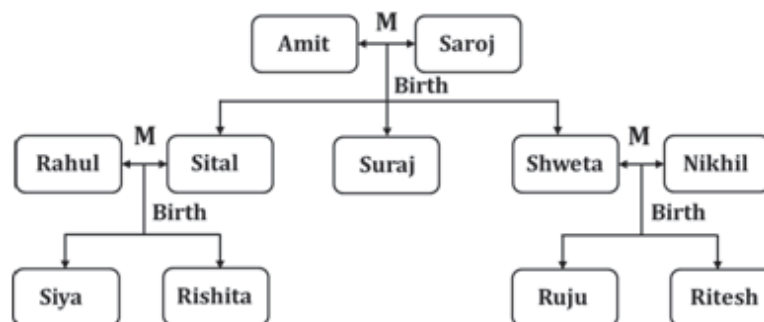 M
Amit Saroj
Birth
M M
Rahul Sital Suraj Shweta Nikhil
Birth Birth
Siya Rishita Ruju Ritesh